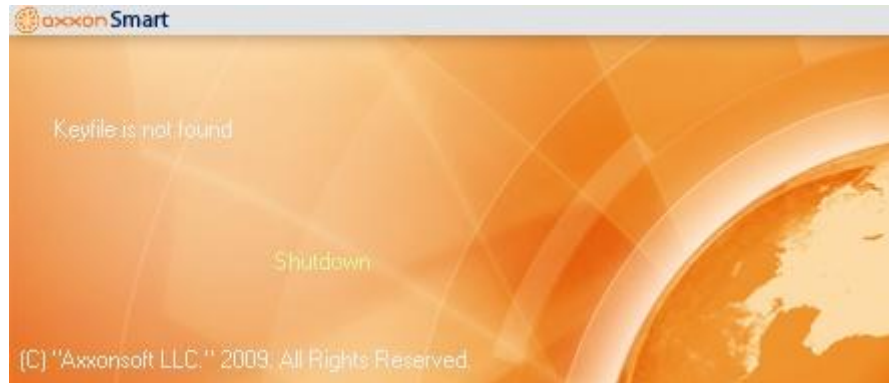 axxon Smart
Keyfile is not found
Shutdown
(C) "Axxonsoft LLC." 2009. All Rights Reserved.